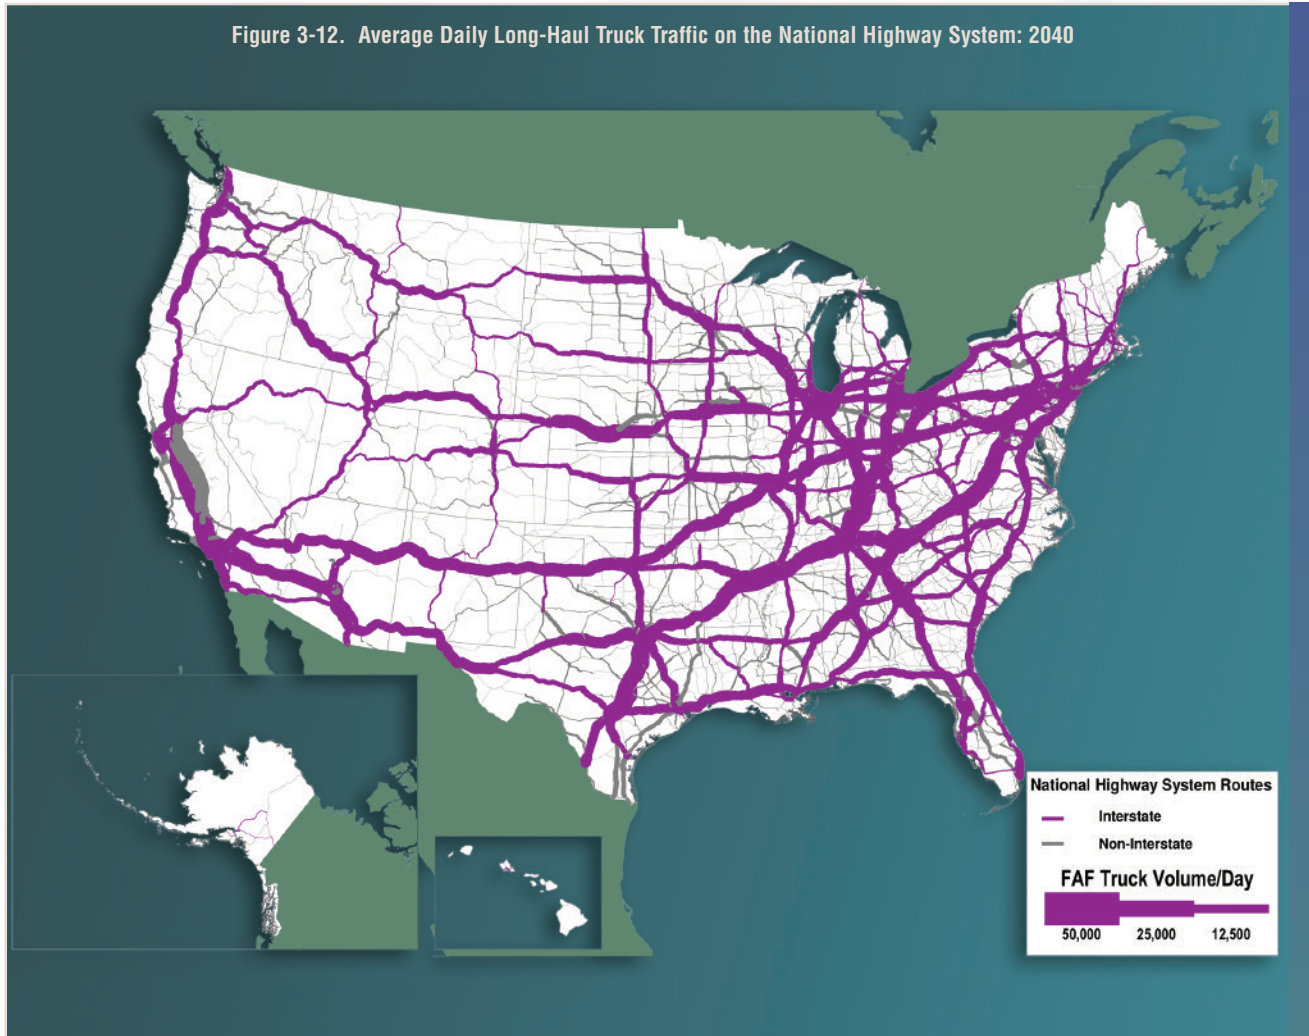 Figure 3-12. Average Daily Long-Haul Truck Traffic on the National Highway System: 2040
National Highway System Routes
Interstate
Non-Interstate
FAF Truck Volume/Day
50,000 25,000 12,500